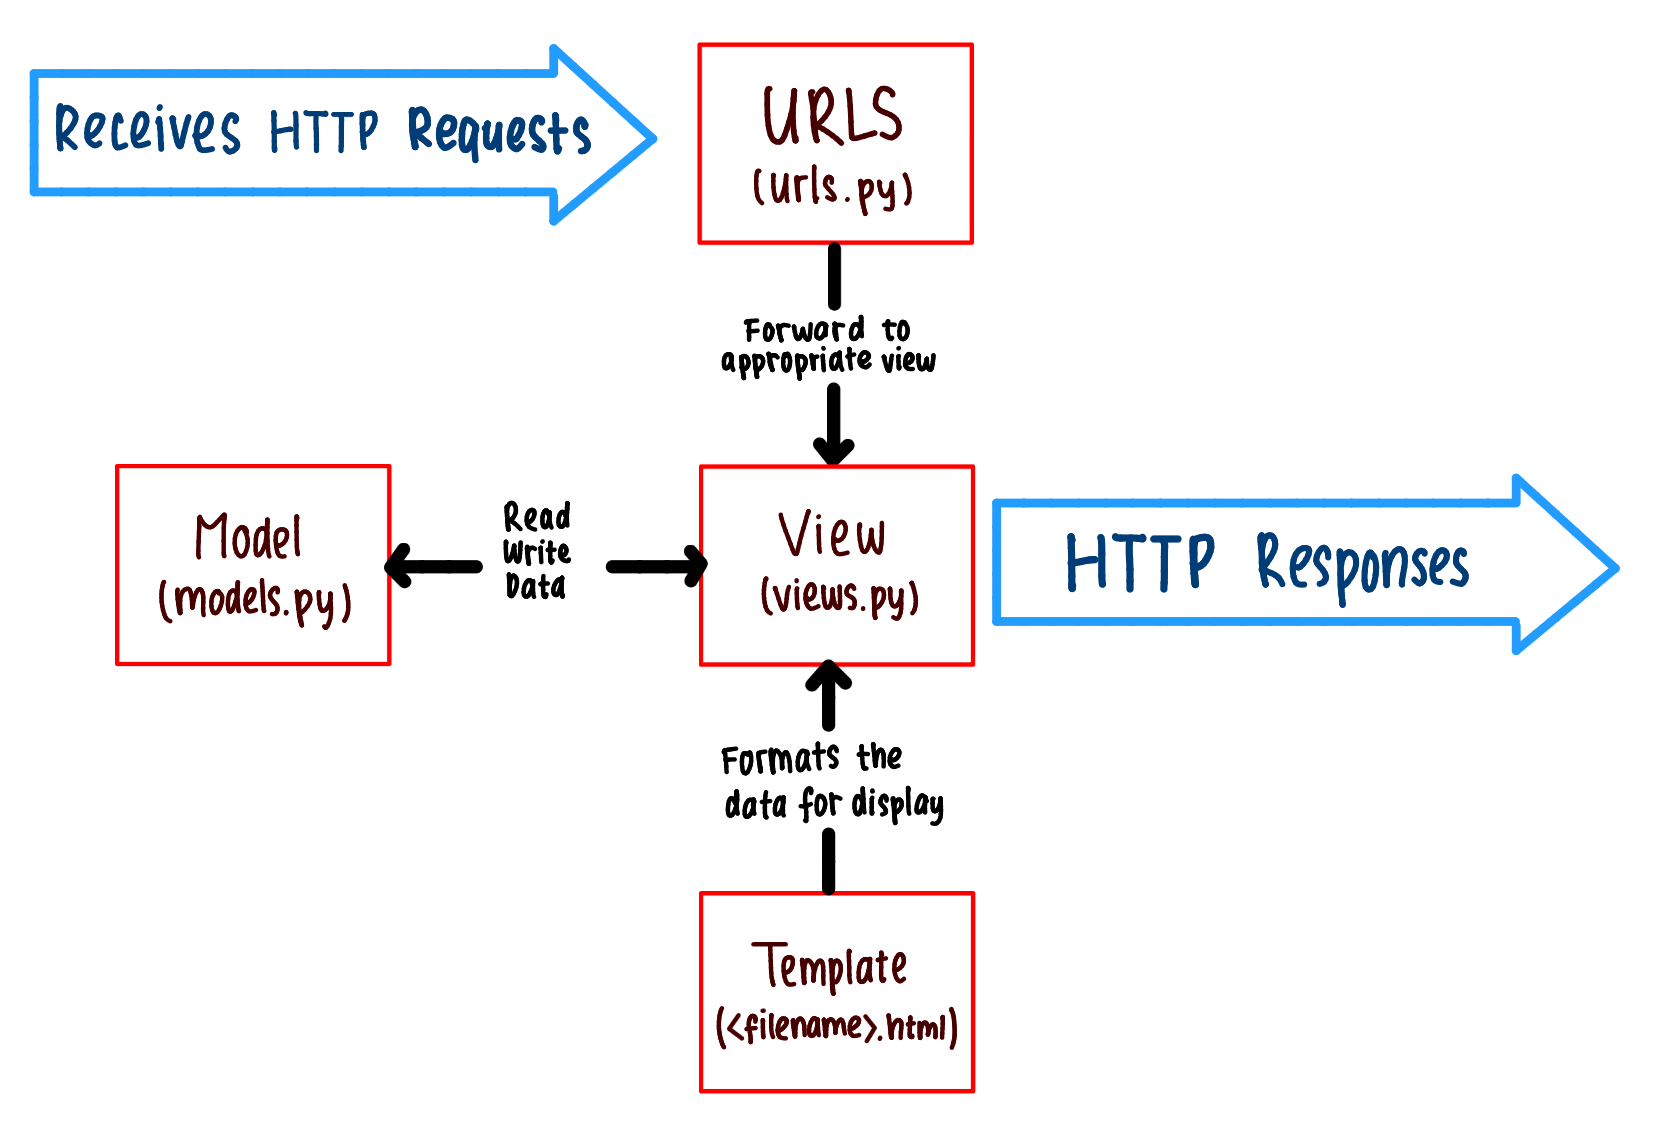 Receives HTTP Requests
URLS
(urls.py)
Forward to
appropriate view
Model
(models.py)
Read
Write
Data
View
(views.py)
HTTP Responses
Formats the
data for display
Template
(<filename>.html)